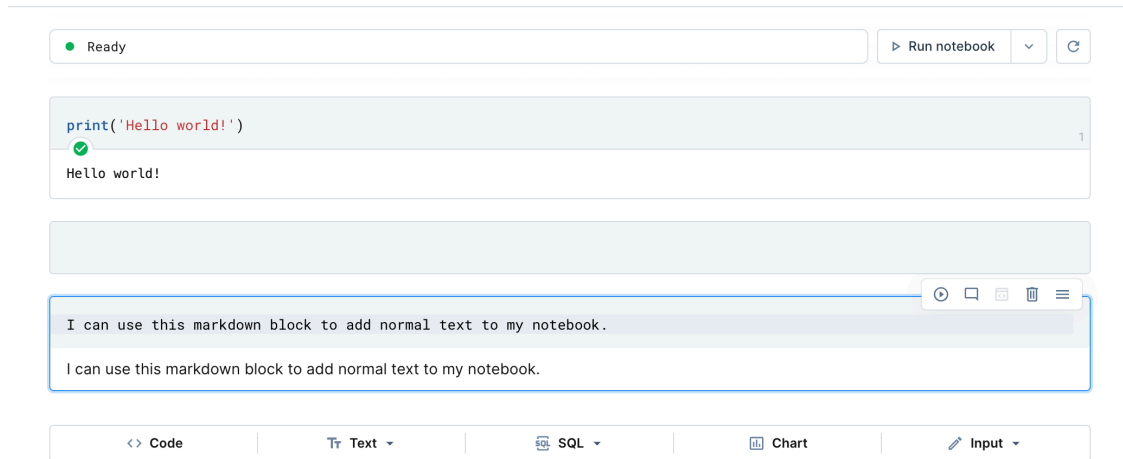 Ready
Run notebook
print('Hello world!')
1
Hello world!
I can use this markdown block to add normal text to my notebook.
I can use this markdown block to add normal text to my notebook.
<> Code
Tт Text
SQL SQL
Chart
Input